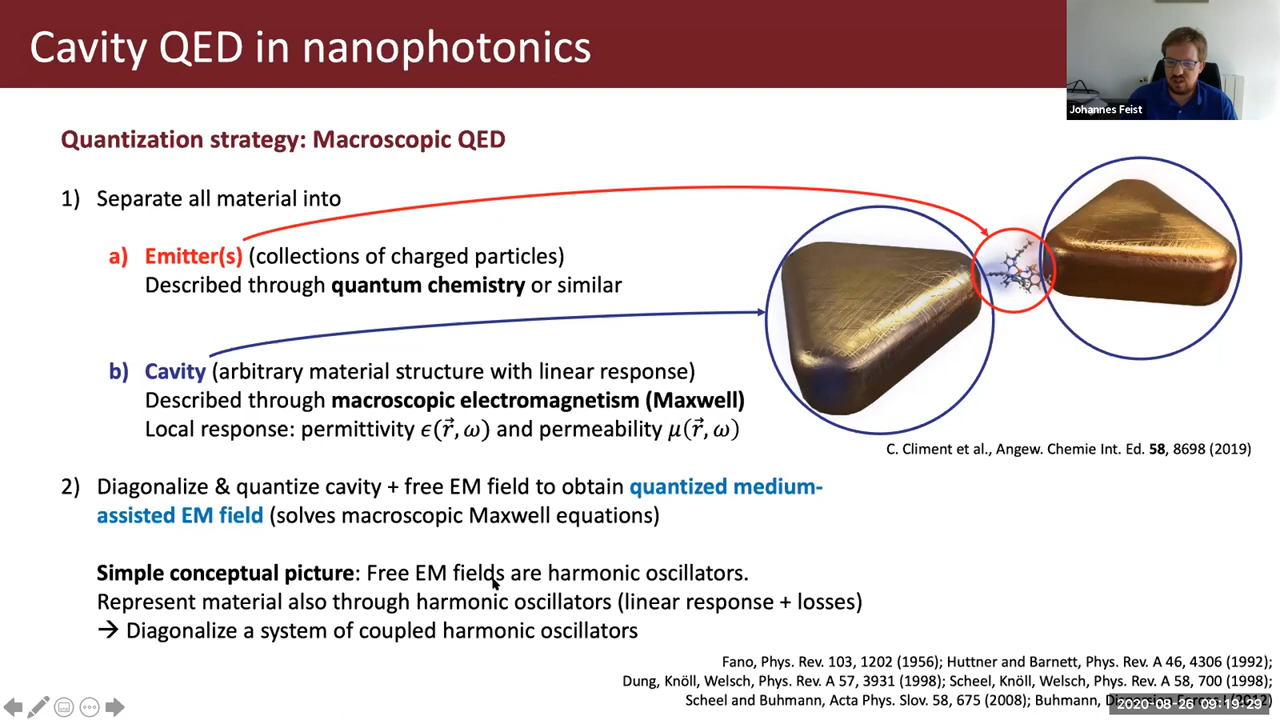 Cavity QED in nanophotonics
Johannes Feist
Quantization strategy: Macroscopic QED
1) Separate all material into
a) Emitter(s) (collections of charged particles)
Described through quantum chemistry or similar
b) Cavity (arbitrary material structure with linear response)
Described through macroscopic electromagnetism (Maxwell)
Local response: permittivity ϵ(r⃗, ω) and permeability μ(r⃗, ω)
C. Climent et al., Angew. Chemie Int. Ed. 58, 8698 (2019)
2) Diagonalize & quantize cavity + free EM field to obtain quantized medium-
assisted EM field (solves macroscopic Maxwell equations)
Simple conceptual picture: Free EM fields are harmonic oscillators.
Represent material also through harmonic oscillators (linear response + losses)
→ Diagonalize a system of coupled harmonic oscillators
Fano, Phys. Rev. 103, 1202 (1956); Huttner and Barnett, Phys. Rev. A 46, 4306 (1992);
Dung, Knöll, Welsch, Phys. Rev. A 57, 3931 (1998); Scheel, Knöll, Welsch, Phys. Rev. A 58, 700 (1998);
Scheel and Buhmann, Acta Phys. Slov. 58, 675 (2008); Buhmann,
2020-08-26 09:19:29